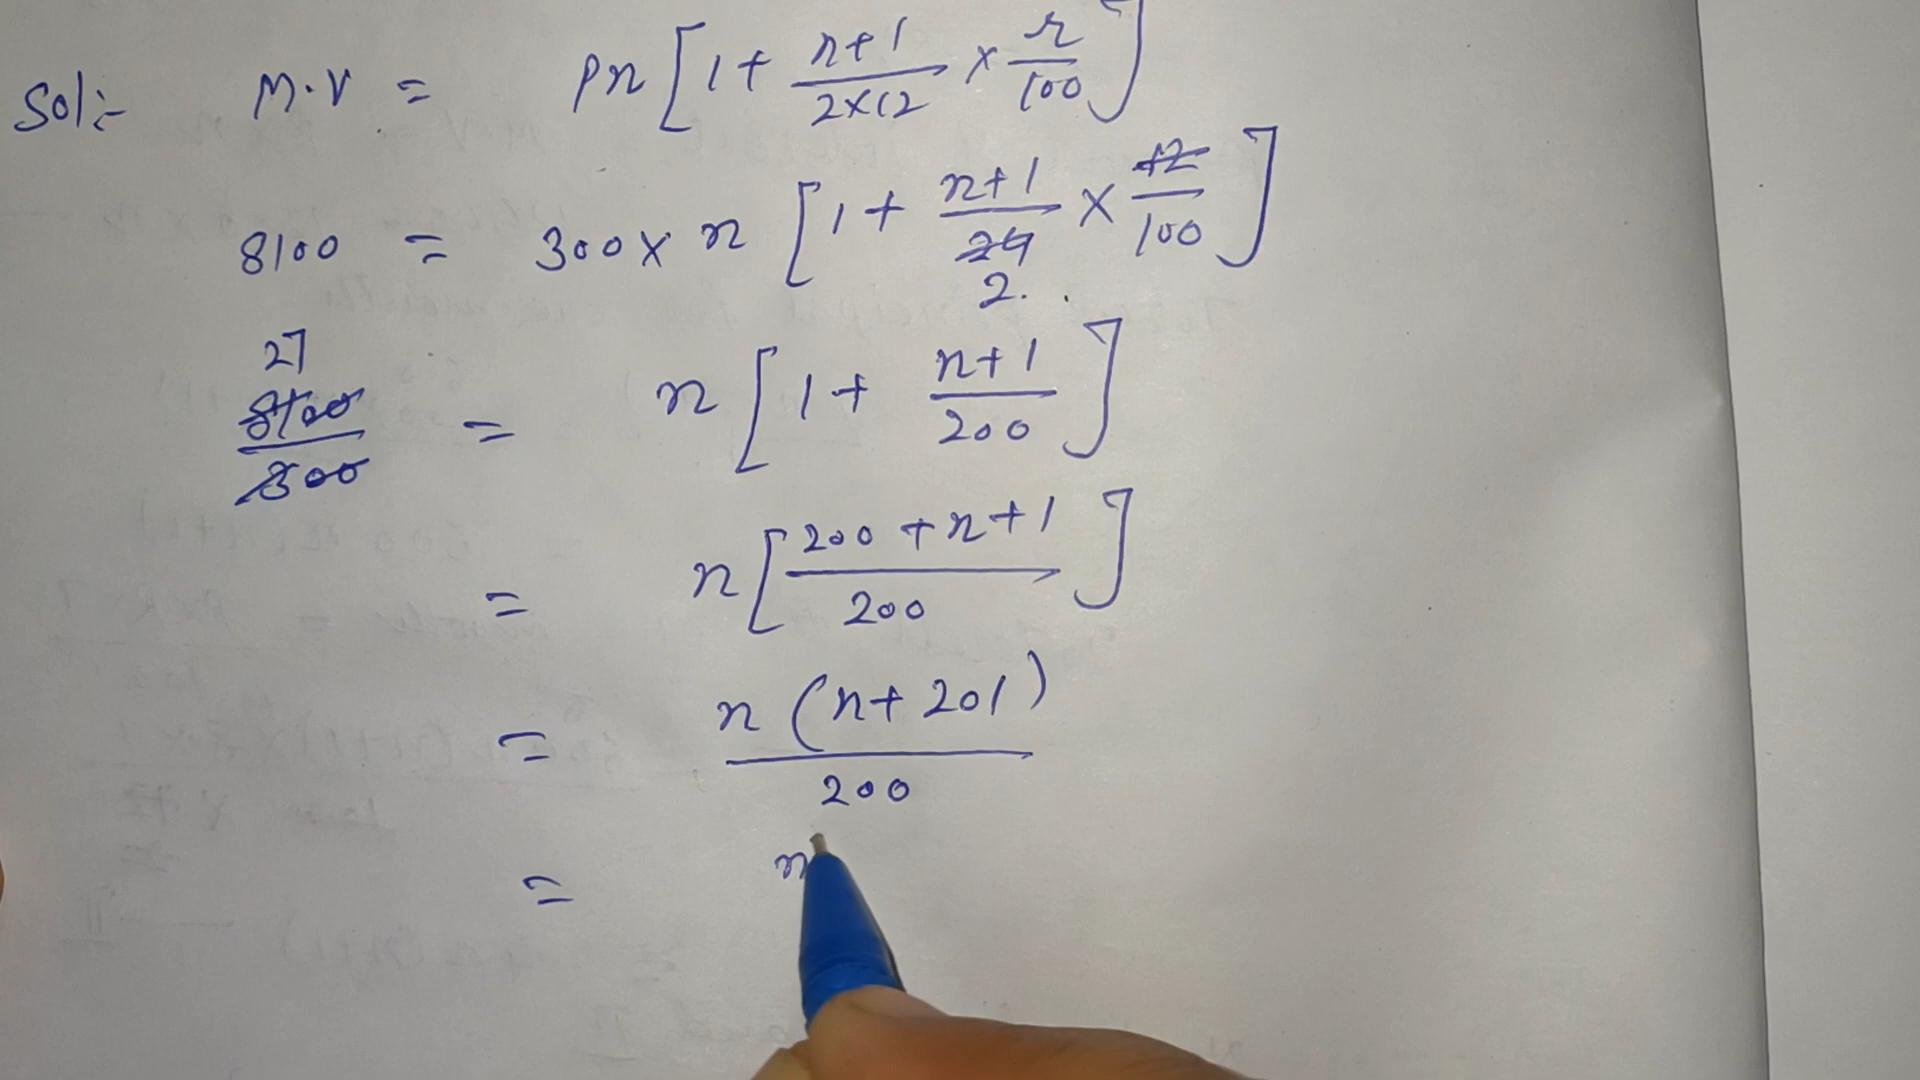 Sol:- M.V = Pn [1 + n+1/2×12 × r/100]
8100 = 300 × n [1 + n+1/24 × 12/100]
2.
27
8100/300 = n [1 + n+1/200]
= n [200 + n + 1/200]
= n (n + 201)/200
= n